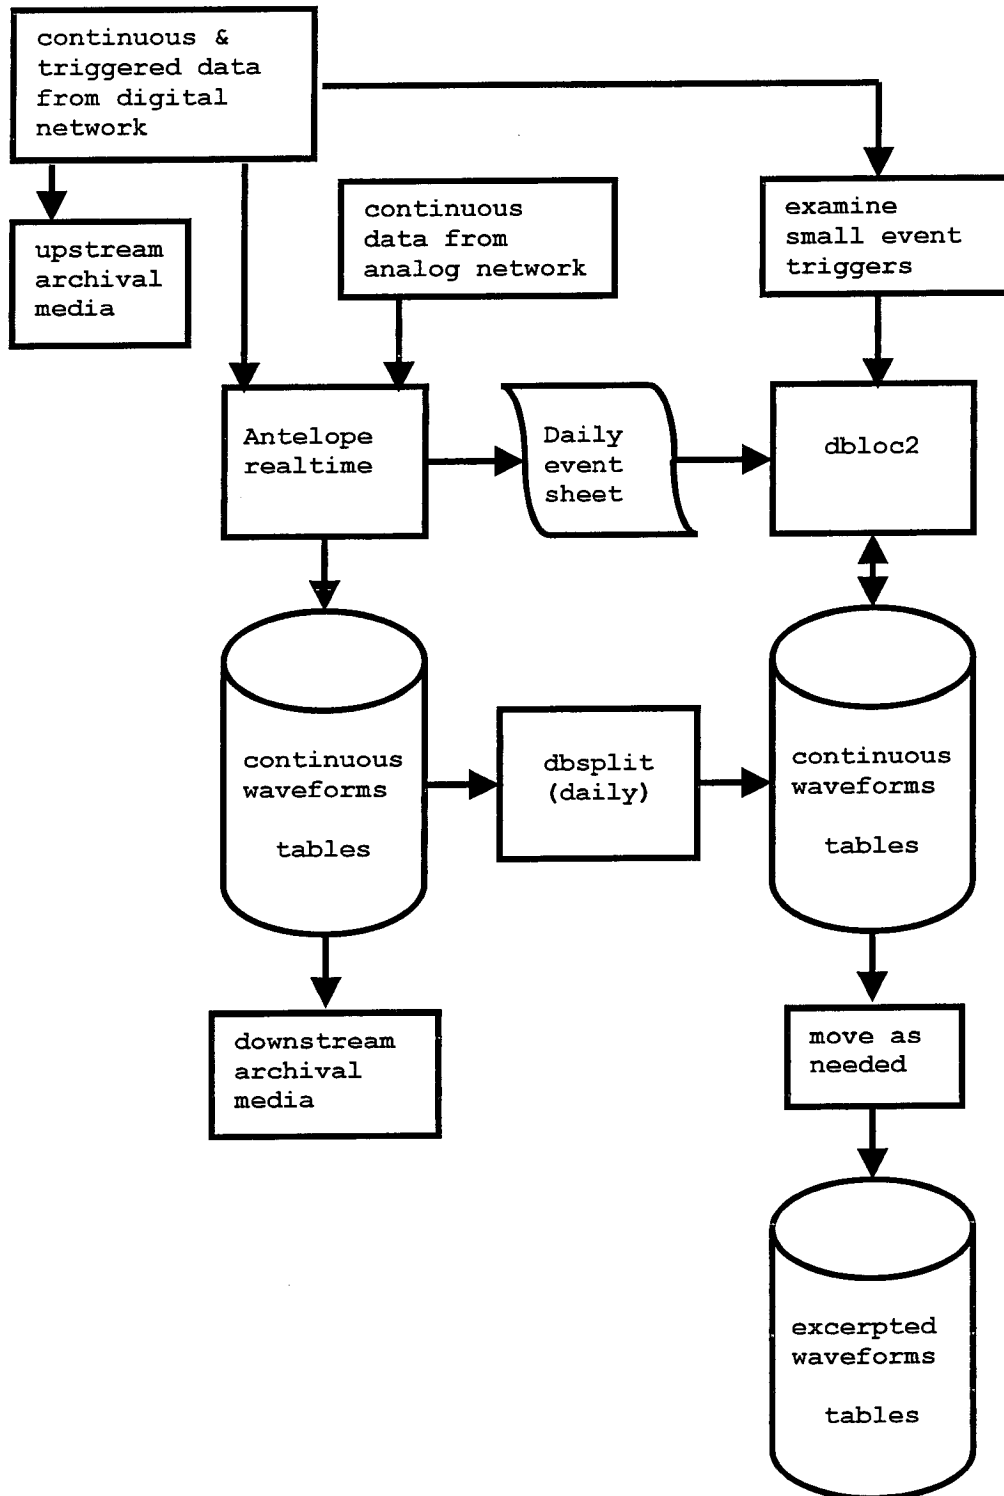 continuous &
triggered data
from digital
network
upstream
archival
media
continuous
data from
analog network
examine
small event
triggers
Antelope
realtime
Daily
event
sheet
dbloc2
continuous
waveforms
tables
dbsplit
(daily)
continuous
waveforms
tables
downstream
archival
media
move as
needed
excerpted
waveforms
tables